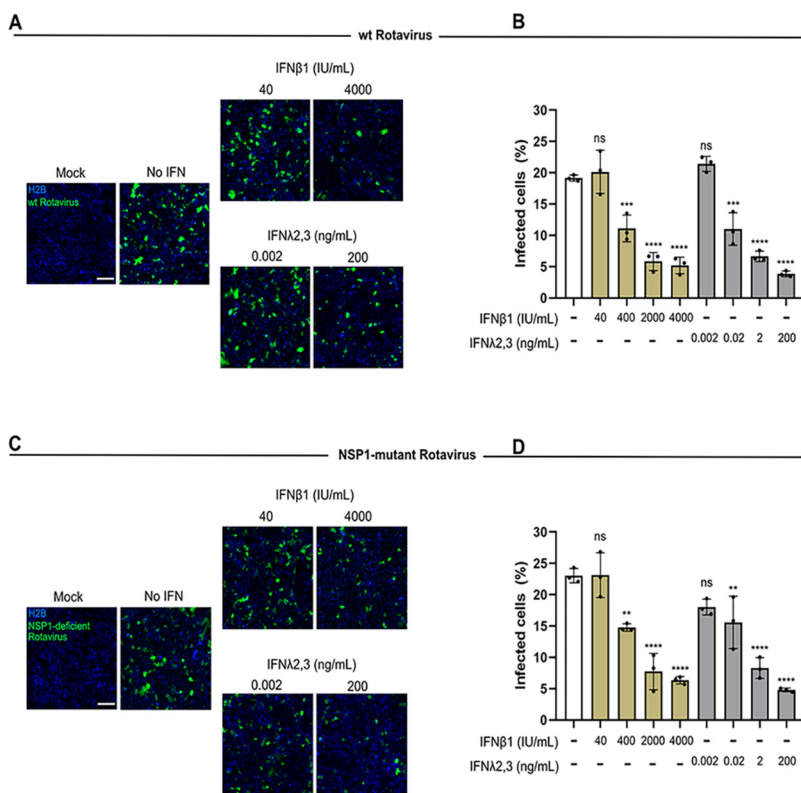 A
wt Rotavirus
B
IFNβ1 (IU/mL)
40 4000
Mock No IFN
H2B
wt Rotavirus
IFNλ2,3 (ng/mL)
0.002 200
Infected cells (%)
30
25
20
15
10
5
0
ns *** **** **** ns *** **** ****
IFNβ1 (IU/mL) – 40 400 2000 4000 – – – –
IFNλ2,3 (ng/mL) – – – – – 0.002 0.02 2 200
C
NSP1-mutant Rotavirus
D
IFNβ1 (IU/mL)
40 4000
Mock No IFN
H2B
NSP1-deficient
Rotavirus
IFNλ2,3 (ng/mL)
0.002 200
Infected cells (%)
30
25
20
15
10
5
0
ns ** **** **** ns ** **** ****
IFNβ1 (IU/mL) – 40 400 2000 4000 – – – –
IFNλ2,3 (ng/mL) – – – – – 0.002 0.02 2 200